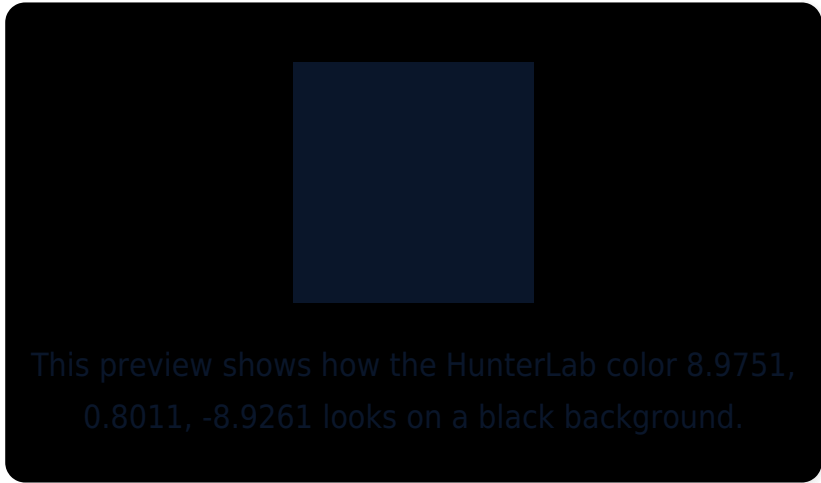 This preview shows how the HunterLab color 8.9751,
0.8011, -8.9261 looks on a black background.